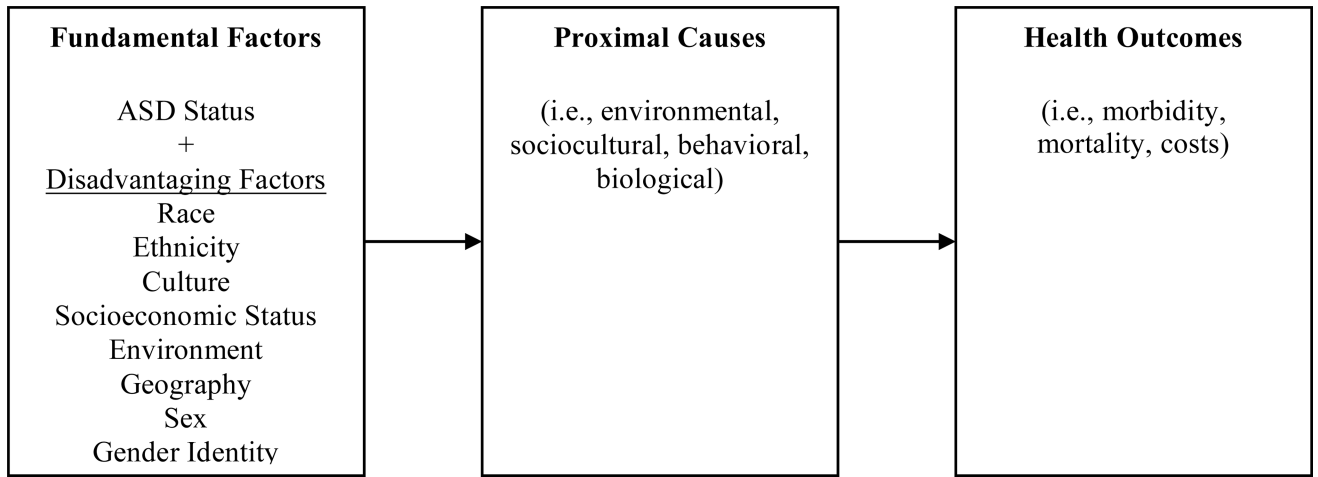 Fundamental Factors
ASD Status
+
Disadvantaging Factors
Race
Ethnicity
Culture
Socioeconomic Status
Environment
Geography
Sex
Gender Identity
Proximal Causes
(i.e., environmental,
sociocultural, behavioral,
biological)
Health Outcomes
(i.e., morbidity,
mortality, costs)